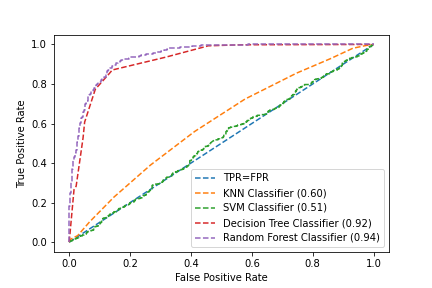 1.0
0.8
0.6
0.4
0.2
0.0
True Positive Rate
TPR=FPR
KNN Classifier (0.60)
SVM Classifier (0.51)
Decision Tree Classifier (0.92)
Random Forest Classifier (0.94)
0.0 0.2 0.4 0.6 0.8 1.0
False Positive Rate